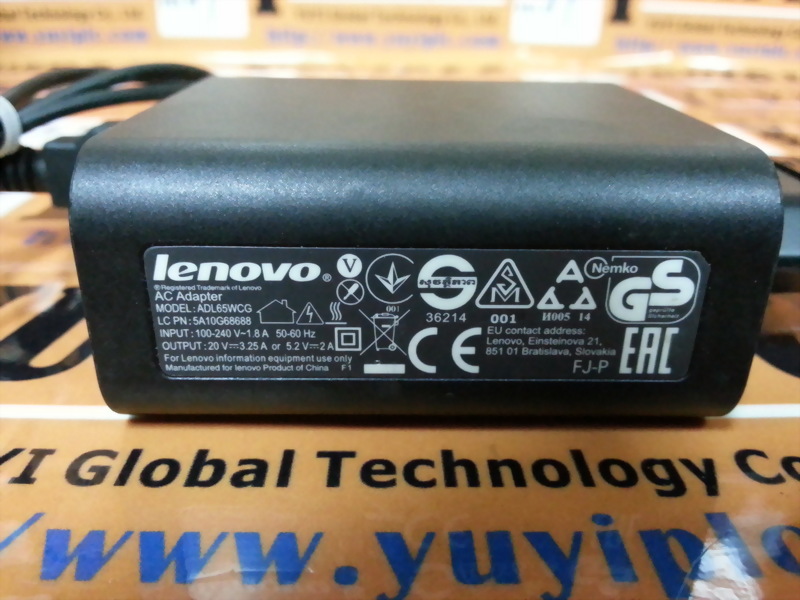 lenovo®
® Registered Trademark of Lenovo
AC Adapter
MODEL: ADL65WCG
LC PN: 5A10G68688
INPUT: 100-240 V~1.8 A 50-60 Hz
OUTPUT: 20 V⎓3.25 A or 5.2 V⎓2 A
For Lenovo information equipment use only
Manufactured for lenovo Product of China F1
V
001
36214
001
И005 14
Nemko
GS
geprüfte
Sicherheit
CE
EU contact address:
Lenovo, Einsteinova 21,
851 01 Bratislava, Slovakia
FJ-P
EAC
YI Global Technology Co
/www.yuyipl